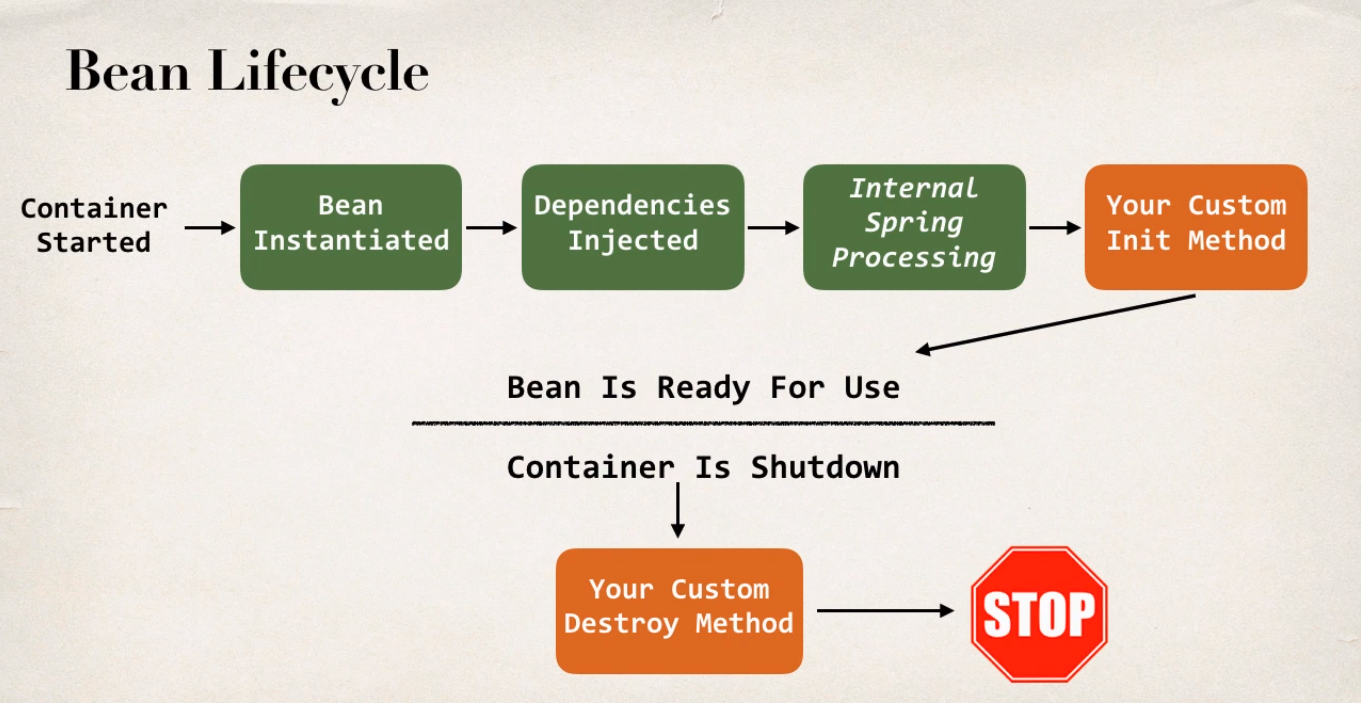 Bean Lifecycle
Container
Started
Bean
Instantiated
Dependencies
Injected
Internal
Spring
Processing
Your Custom
Init Method
Bean Is Ready For Use
Container Is Shutdown
Your Custom
Destroy Method
STOP